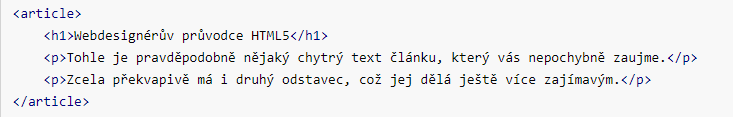 <article>
    <h1>Webdesignérův průvodce HTML5</h1>
    <p>Tohle je pravděpodobně nějaký chytrý text článku, který vás nepochybně zaujme.</p>
    <p>Zcela překvapivě má i druhý odstavec, což jej dělá ještě více zajímavým.</p>
</article>